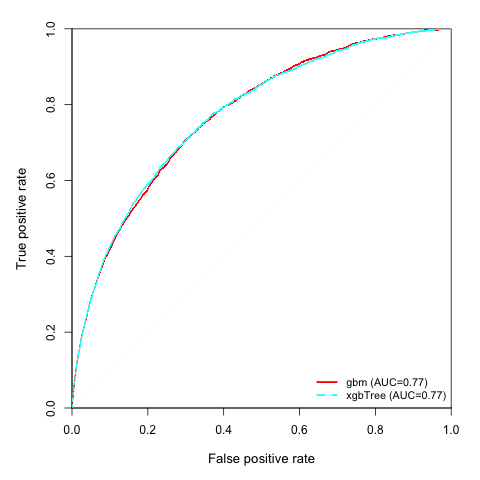 1.0
0.8
0.6
0.4
0.2
0.0
True positive rate
gbm (AUC=0.77)
xgbTree (AUC=0.77)
0.0 0.2 0.4 0.6 0.8 1.0
False positive rate